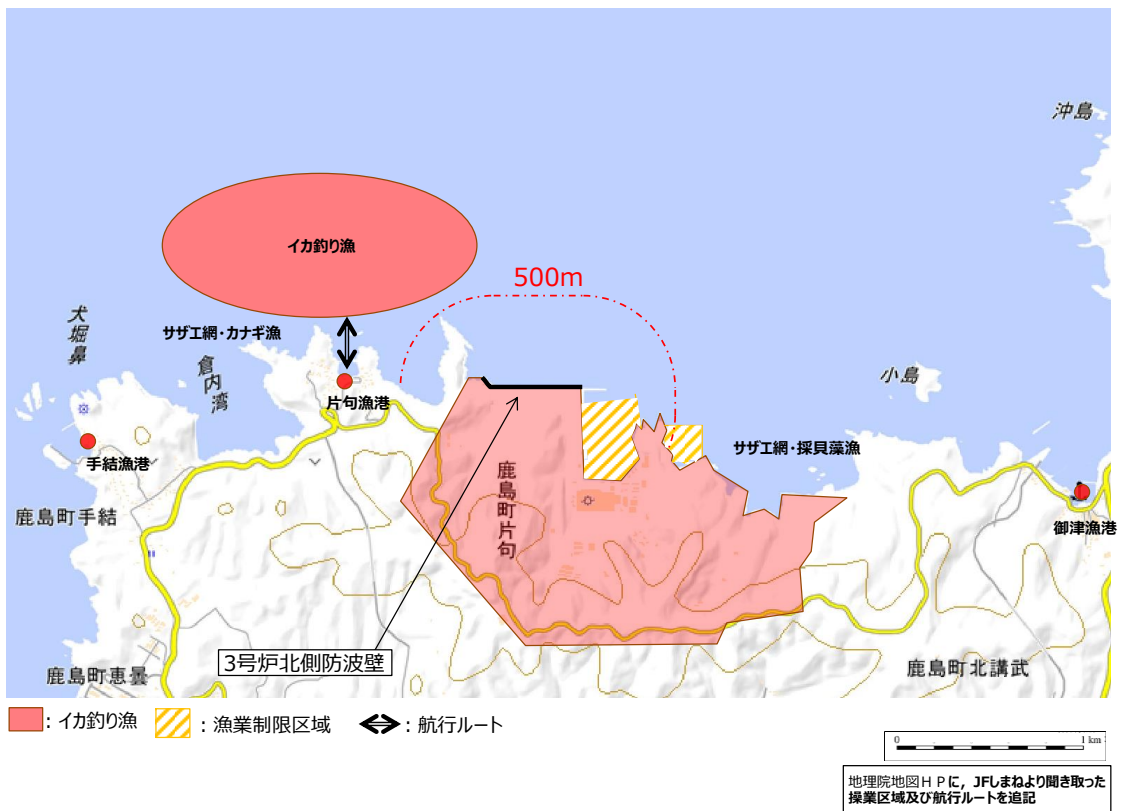 沖島
イカ釣り漁
500m
犬堀鼻
サザエ網・カナギ漁
倉内湾
小島
片句漁港
手結漁港
サザエ網・採貝藻漁
鹿島町片句
鹿島町手結
御津漁港
3号炉北側防波壁
鹿島町恵曇
鹿島町北講武
：イカ釣り漁
：漁業制限区域
：航行ルート
0 1 km
地理院地図ＨＰに，JFしまねより聞き取った
操業区域及び航行ルートを追記